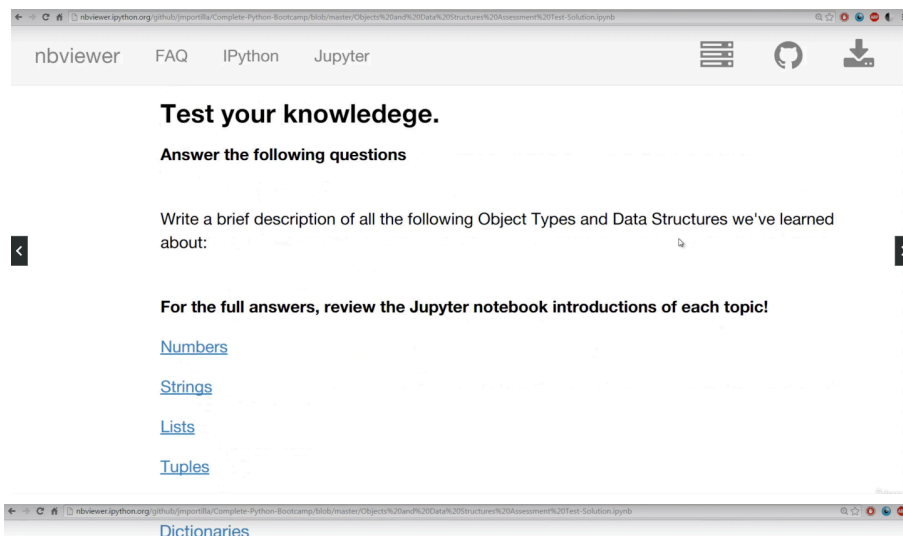 nbviewer.ipython.org/github/jmportilla/Complete-Python-Bootcamp/blob/master/Objects%20and%20Data%20Structures%20Assessment%20Test-Solution.ipynb
nbviewer FAQ IPython Jupyter
Test your knowledege.
Answer the following questions
Write a brief description of all the following Object Types and Data Structures we've learned
about:
For the full answers, review the Jupyter notebook introductions of each topic!
Numbers
Strings
Lists
Tuples
nbviewer.ipython.org/github/jmportilla/Complete-Python-Bootcamp/blob/master/Objects%20and%20Data%20Structures%20Assessment%20Test-Solution.ipynb
Dictionaries